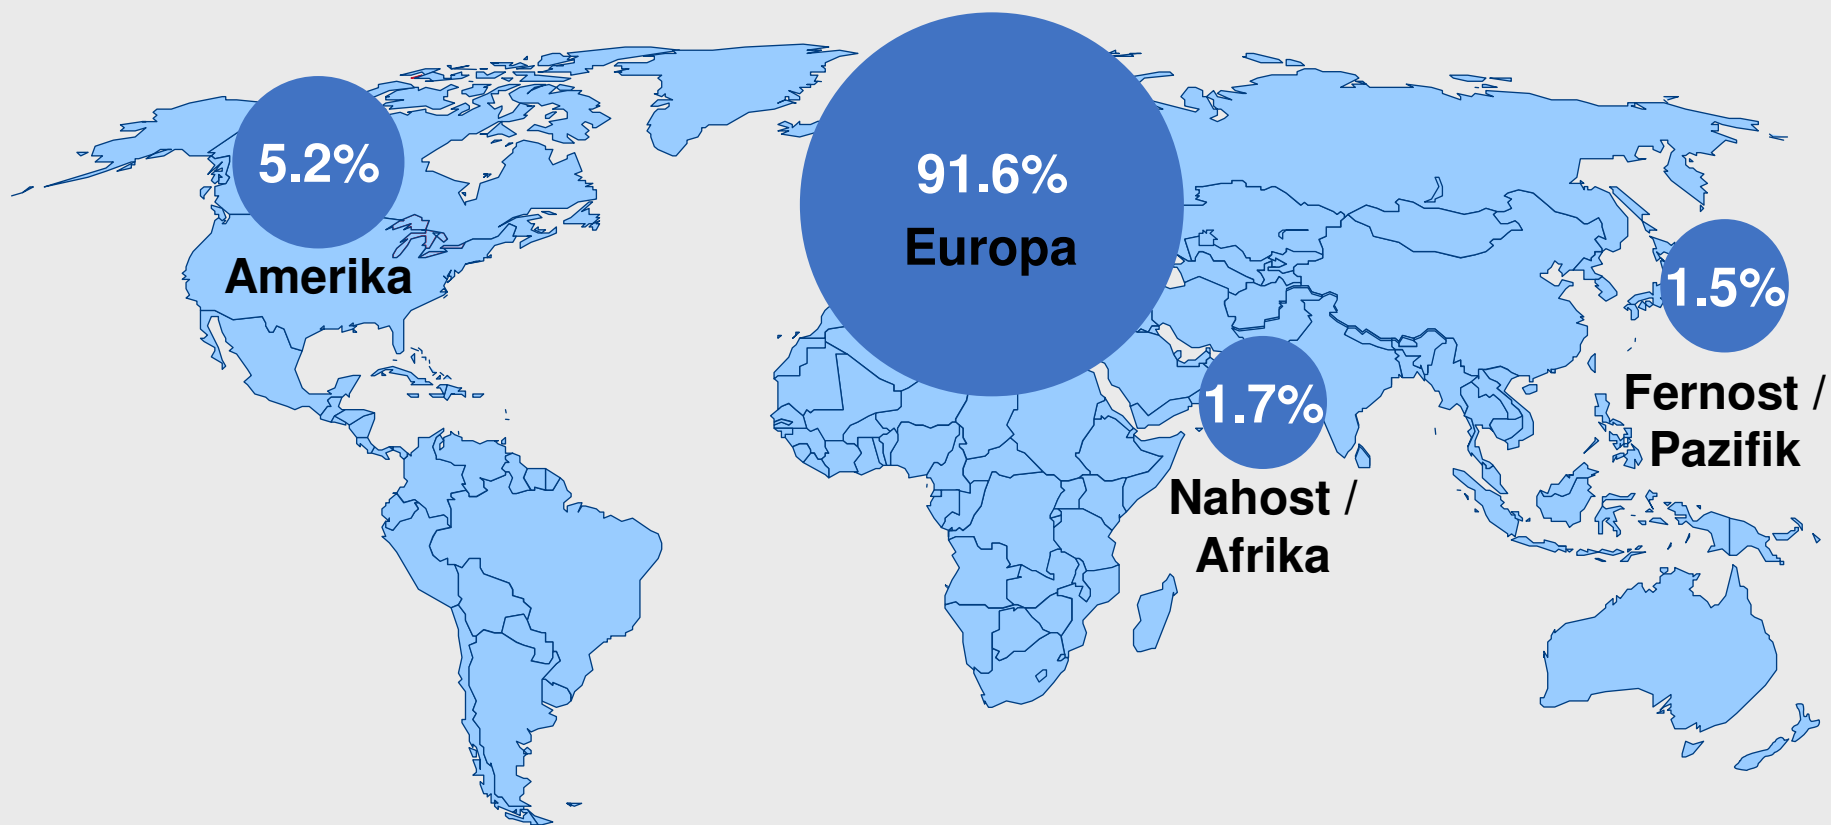 5.2%
Amerika
91.6%
Europa
1.7%
Nahost /
Afrika
1.5%
Fernost /
Pazifik